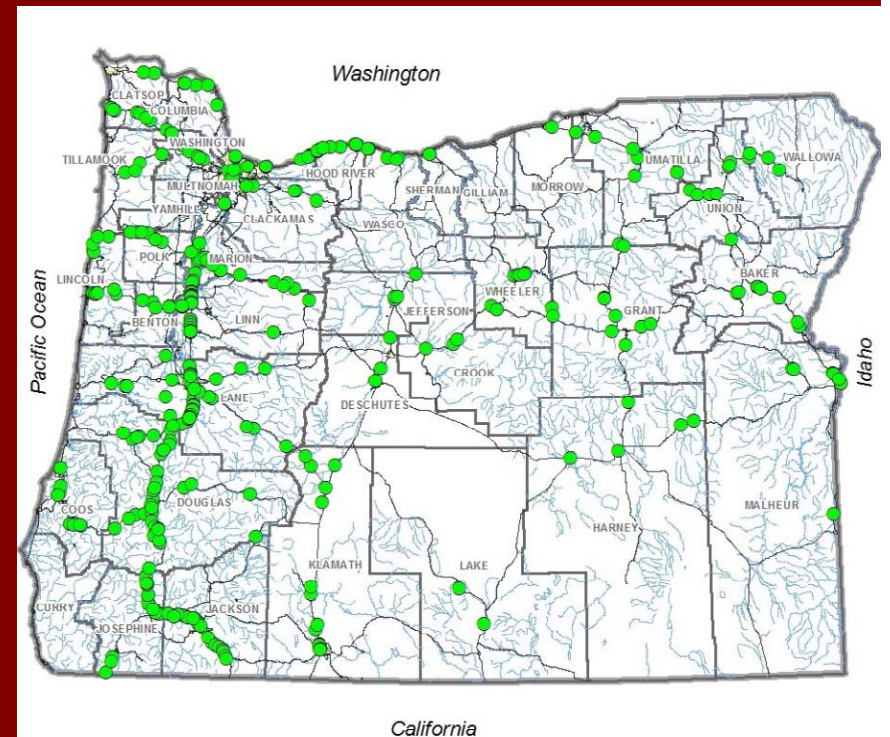 Washington
CLATSOP
COLUMBIA
WASHINGTON
TILLAMOOK
HOOD RIVER
UMATILLA
WALLOWA
MULTNOMAH
SHERMAN
GILLIAM
MORROW
YAMHILL
CLACKAMAS
UNION
WASCO
POLK
MARION
LINCOLN
BAKER
JEFFERSON
WHEELER
GRANT
BENTON
LINN
Pacific Ocean
Idaho
CROOK
LANE
DESCHUTES
DOUGLAS
COOS
MALHEUR
HARNEY
KLAMATH
LAKE
CURRY
JACKSON
JOSEPHINE
California